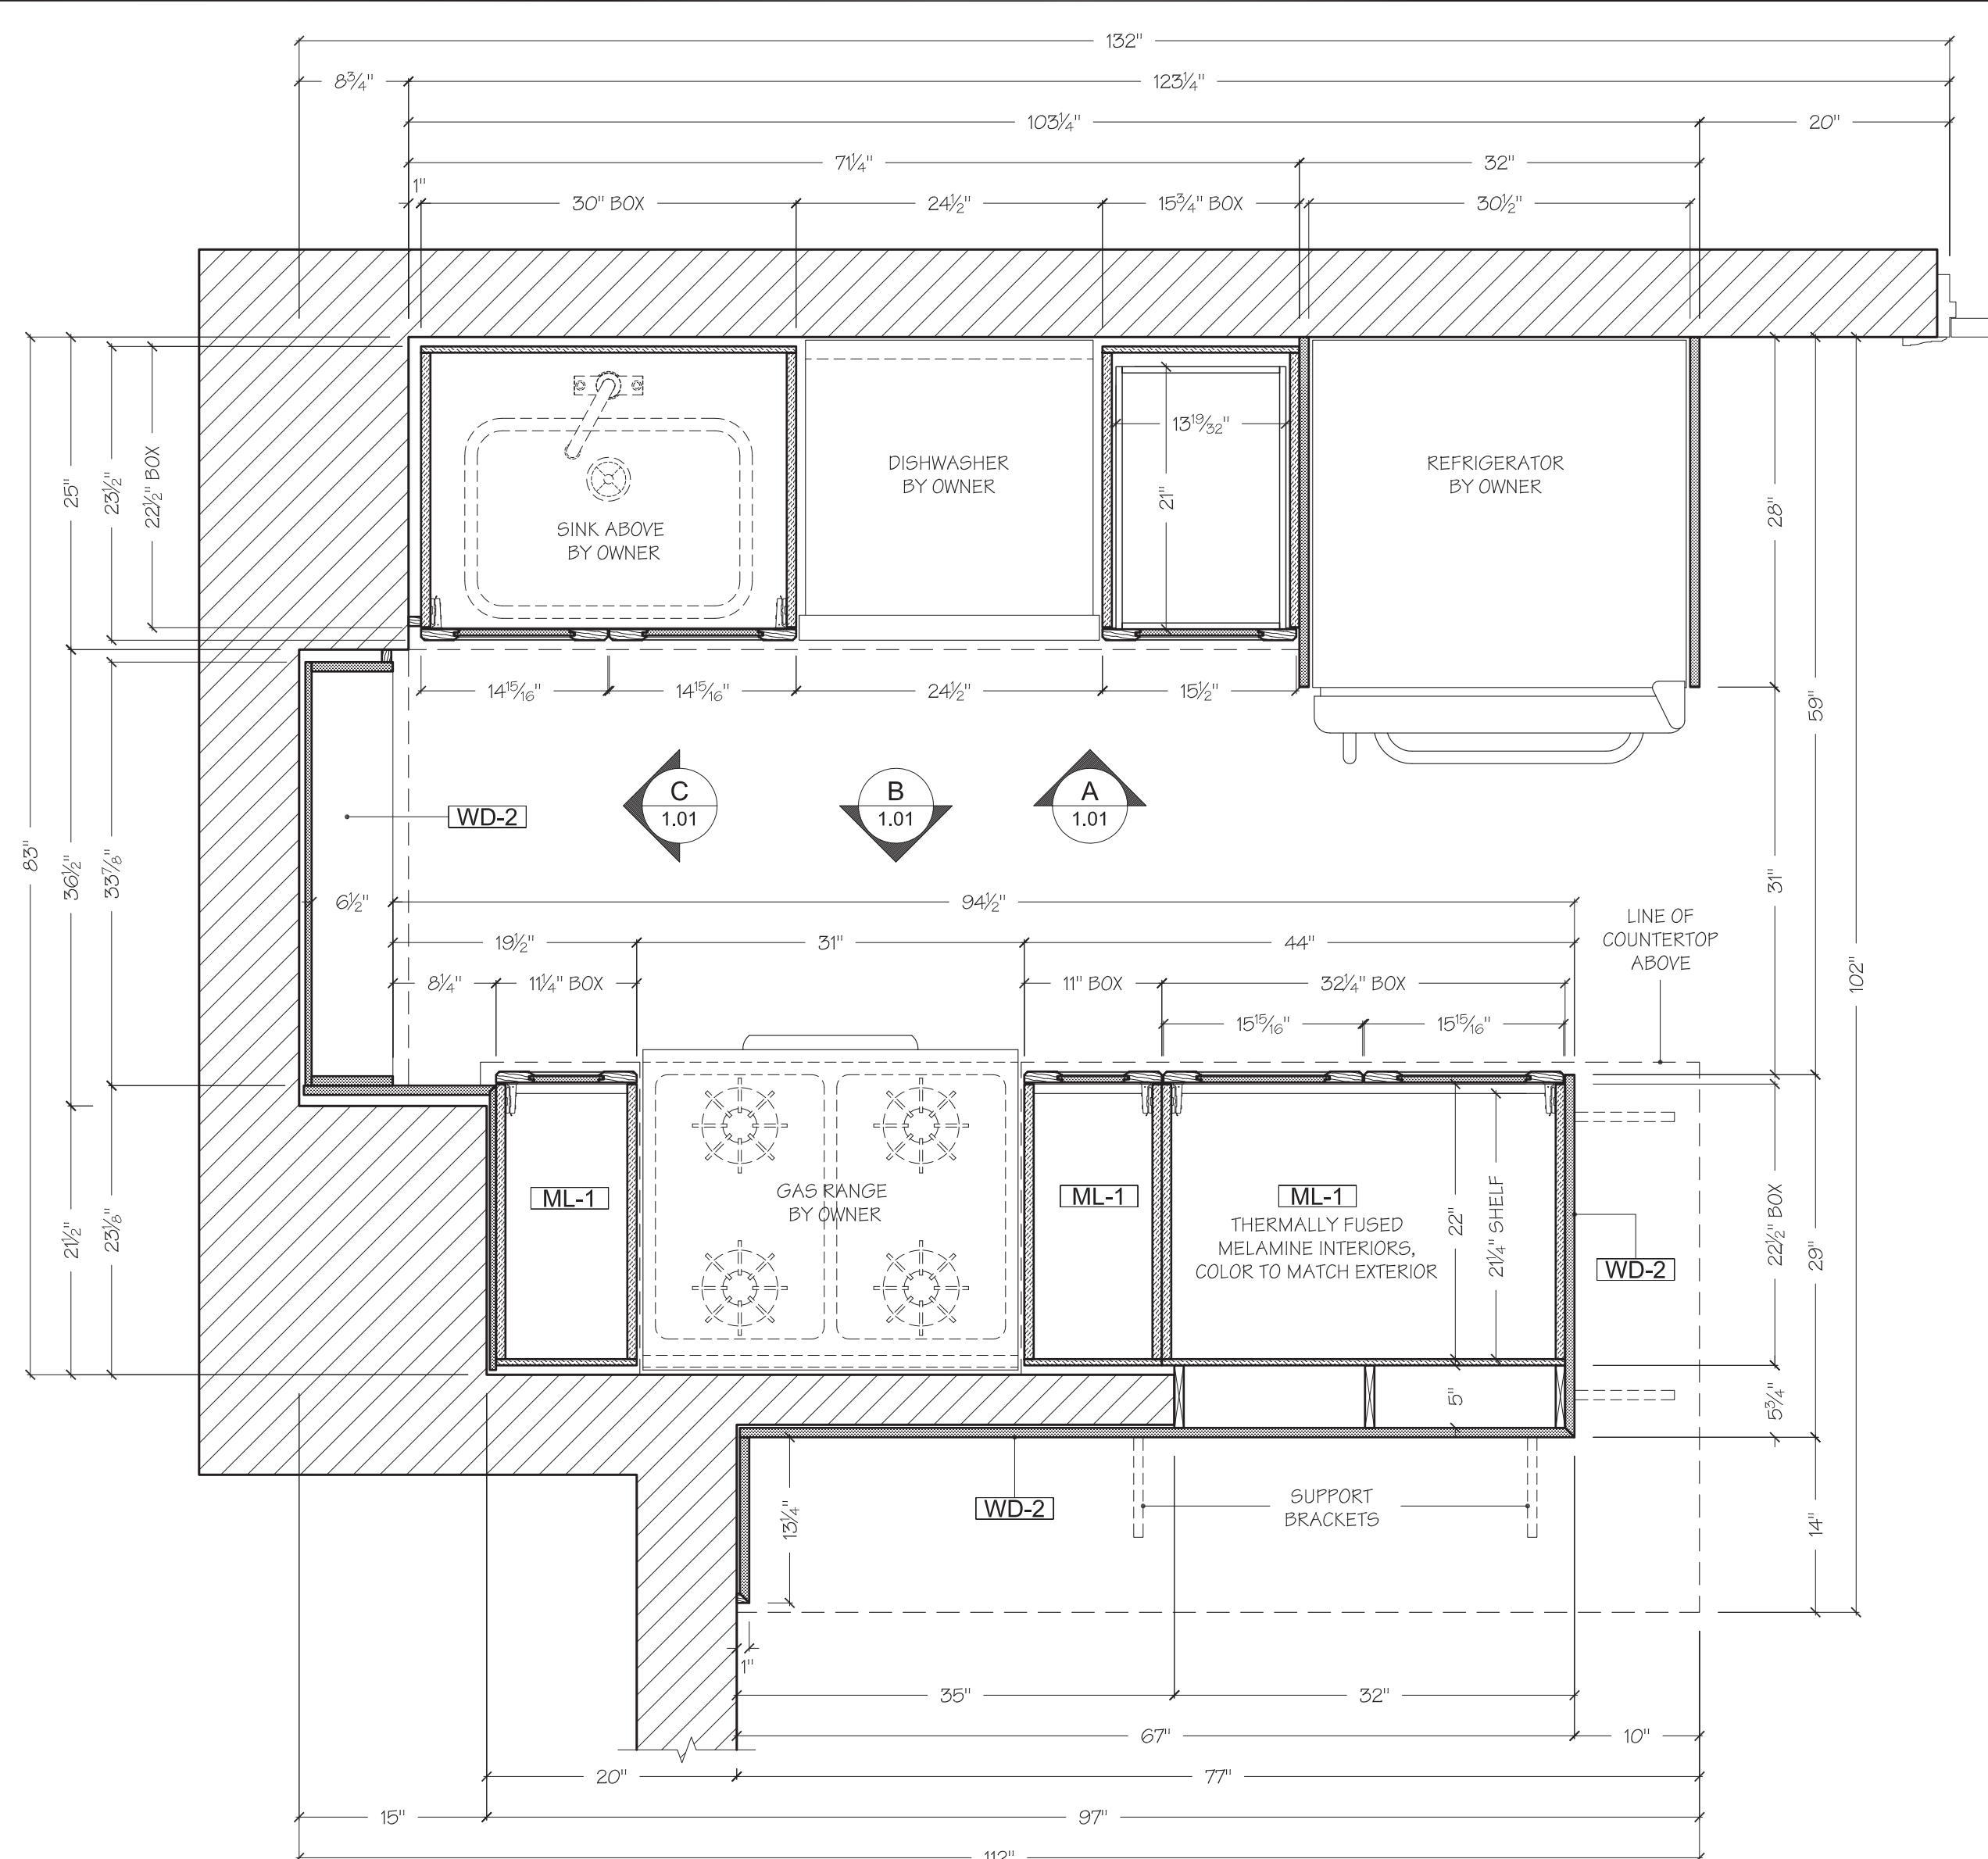 132"
8¾" 123¼"
103¼" 20"
71¼" 32"
1"
30" BOX 24½" 15¾" BOX 30½"
25"
23½"
22½" BOX
13 19/32"
21"
DISHWASHER
BY OWNER
REFRIGERATOR
BY OWNER
SINK ABOVE
BY OWNER
28"
59"
14 15/16" 14 15/16" 24½" 15½"
C
1.01
B
1.01
A
1.01
WD-2
83"
36½"
33⅞"
31"
102"
6½" 94½"
19½" 31" 44"
8¼" 11¼" BOX 11" BOX 32¼" BOX
15 15/16" 15 15/16"
LINE OF
COUNTERTOP
ABOVE
ML-1
GAS RANGE
BY OWNER
ML-1
ML-1
THERMALLY FUSED
MELAMINE INTERIORS,
COLOR TO MATCH EXTERIOR
22"
21¼" SHELF
WD-2
21½"
23⅛"
22½" BOX
29"
5"
5¾"
13¼"
WD-2
SUPPORT
BRACKETS
14"
1"
35" 32"
67" 10"
20" 77"
15" 97"
112"